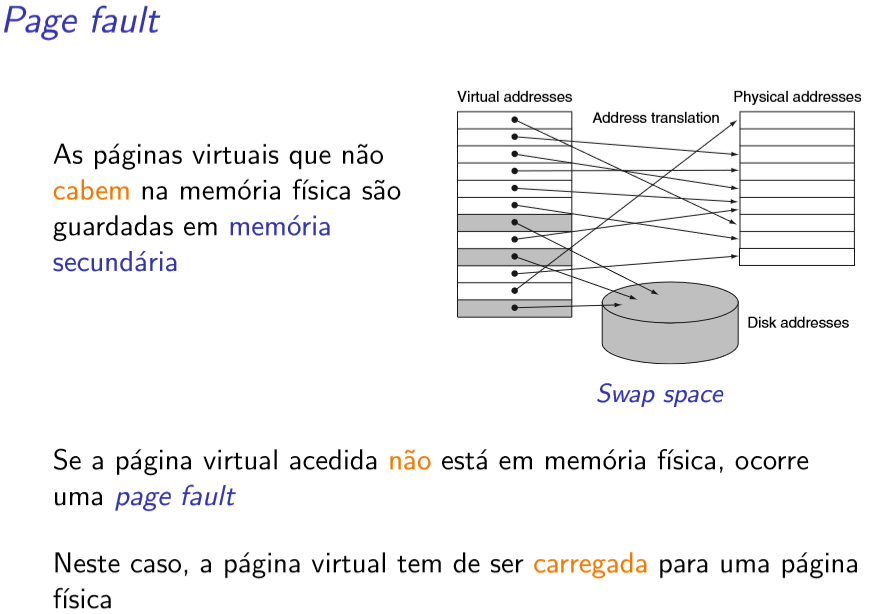 Page fault
As páginas virtuais que não
cabem na memória física são
guardadas em memória
secundária
Virtual addresses
Address translation
Physical addresses
Disk addresses
Swap space
Se a página virtual acedida não está em memória física, ocorre
uma page fault
Neste caso, a página virtual tem de ser carregada para uma página
física